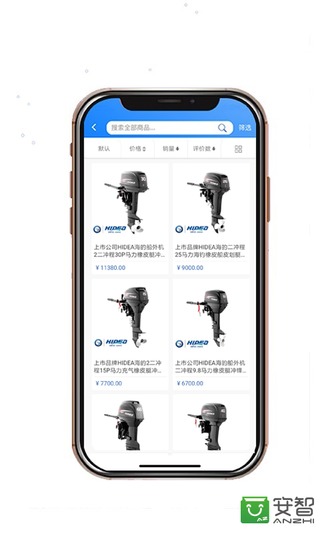 搜索全部商品... 筛选
默认 价格 销量 评价数
HIDEA HIDEA
上市公司HIDEA海的船外机
2二冲程30P马力橡皮艇冲...
¥ 11380.00
上市品牌HIDEA海的二冲程
25马力海钓橡皮船皮划艇...
¥ 8300.00
HIDEA HIDEA
上市品牌HIDEA海的2二冲
程15P马力充气橡皮艇冲...
¥ 7700.00
上市公司HIDEA海的船外机
二冲程9.8马力橡皮艇冲锋...
¥ 6700.00
安智
ANZHI